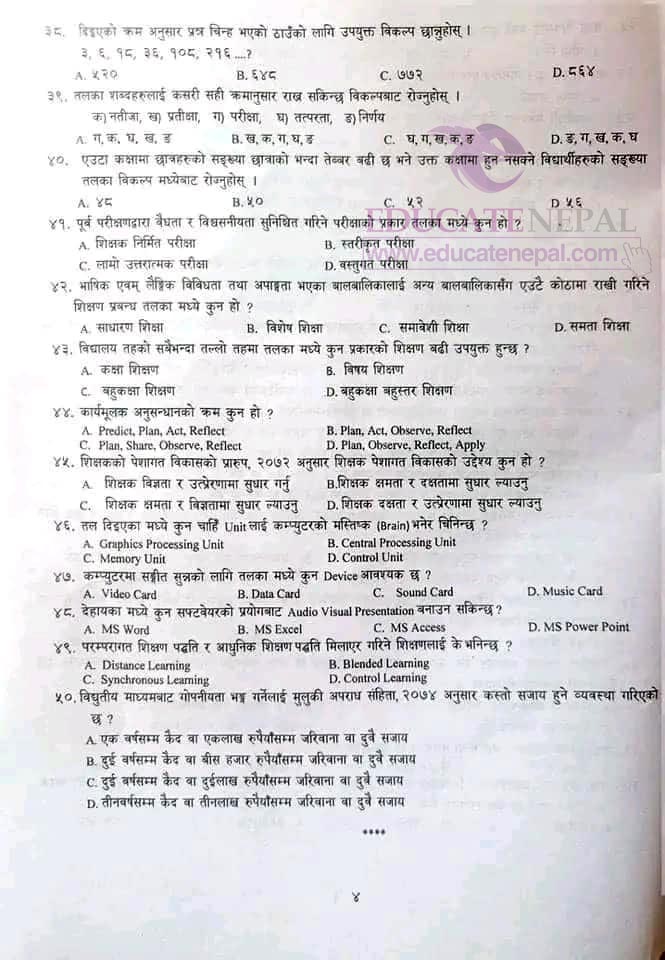 ३८. दिइएको क्रम अनुसार प्रश्न चिन्ह भएको ठाउँको लागि उपयुक्त विकल्प छान्नुहोस् ।
३, ६, १८, ३६, १०८, २१६ ....?
A. ५२० B. ६४८ C. ७७२ D. ८६४
३९. तलका शब्दहरुलाई कसरी सही क्रमानुसार राख्न सकिन्छ विकल्पबाट रोज्नुहोस् ।
क) नतीजा, ख) प्रतीक्षा, ग) परीक्षा, घ) तत्परता, ङ) निर्णय
A. ग, क, घ, ख, ङ B. ख, क, ग, घ, ङ C. घ, ग, ख, क, ङ D. ङ, ग, ख, क, घ
४०. एउटा कक्षामा छात्रहरुको सङ्ख्या छात्राको भन्दा तेब्बर बढी छ भने उक्त कक्षामा हुन नसक्ने विद्यार्थीहरुको सङ्ख्या
तलका विकल्प मध्येबाट रोज्नुहोस् ।
A. ४८ B. ५० C. ५२ D ५६
४१. पूर्व परीक्षणद्वारा वैधता र विश्वसनीयता सुनिश्चित गरिने परीक्षाको प्रकार तलका मध्ये कुन हो ?
EDUCATENEPAL
A. शिक्षक निर्मित परीक्षा B. स्तरीकृत परीक्षा
www.educatenepal.com
C. लामो उत्तरात्मक परीक्षा D. वस्तुगत परीक्षा
४२. भाषिक एवम् लैङ्गिक विविधता तथा अपाङ्गता भएका बालबालिकालाई अन्य बालबालिकासँग एउटै कोठामा राखी गरिने
शिक्षण प्रबन्ध तलका मध्ये कुन हो ?
A. साधारण शिक्षा B. विशेष शिक्षा C. समावेशी शिक्षा D. समता शिक्षा
४३. विद्यालय तहको सबैभन्दा तल्लो तहमा तलका मध्ये कुन प्रकारको शिक्षण बढी उपयुक्त हुन्छ ?
A. कक्षा शिक्षण B. विषय शिक्षण
C. बहुकक्षा शिक्षण D. बहुकक्षा बहुस्तर शिक्षण
४४. कार्यमूलक अनुसन्धानको क्रम कुन हो ?
A. Predict, Plan, Act, Reflect B. Plan, Act, Observe, Reflect
C. Plan, Share, Observe, Reflect D. Plan, Observe, Reflect, Apply
४५. शिक्षकको पेशागत विकासको प्रारुप, २०७२ अनुसार शिक्षक पेशागत विकासको उद्देश्य कुन हो ?
A. शिक्षक विज्ञता र उत्प्रेरणामा सुधार गर्नु B. शिक्षक क्षमता र दक्षतामा सुधार ल्याउनु
C. शिक्षक क्षमता र विज्ञतामा सुधार ल्याउनु D. शिक्षक दक्षता र उत्प्रेरणामा सुधार ल्याउनु
४६. तल दिइएका मध्ये कुन चाहिँ Unit लाई कम्प्युटरको मस्तिष्क (Brain) भनेर चिनिन्छ ?
A. Graphics Processing Unit B. Central Processing Unit
C. Memory Unit D. Control Unit
४७. कम्प्युटरमा सङ्गीत सुन्नको लागि तलका मध्ये कुन Device आवश्यक छ ?
A. Video Card B. Data Card C. Sound Card D. Music Card
४८. देहायका मध्ये कुन सफ्टवेयरको प्रयोगबाट Audio Visual Presentation बनाउन सकिन्छ ?
A. MS Word B. MS Excel C. MS Access D. MS Power Point
४९. परम्परागत शिक्षण पद्धति र आधुनिक शिक्षण पद्धति मिलाएर गरिने शिक्षणलाई के भनिन्छ ?
A. Distance Learning B. Blended Learning
C. Synchronous Learning D. Control Learning
५०. विद्युतीय माध्यमबाट गोपनीयता भङ्ग गर्नेलाई मुलुकी अपराध संहिता, २०७४ अनुसार कस्तो सजाय हुने व्यवस्था गरिएको
छ ?
A. एक वर्षसम्म कैद वा एकलाख रुपैयाँसम्म जरिवाना वा दुवै सजाय
B. दुई वर्षसम्म कैद वा बीस हजार रुपैयाँसम्म जरिवाना वा दुवै सजाय
C. दुई वर्षसम्म कैद वा दुईलाख रुपैयाँसम्म जरिवाना वा दुवै सजाय
D. तीनवर्षसम्म कैद वा तीनलाख रुपैयाँसम्म जरिवाना वा दुवै सजाय
****
४